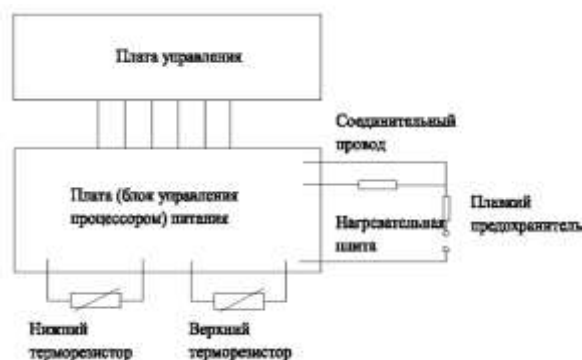 Плата управления
Соединительный
провод
Плата (блок управления
процессором) питания
Плавкий
предохранитель
Нагревательная
плита
Нижний
терморезистор
Верхний
терморезистор